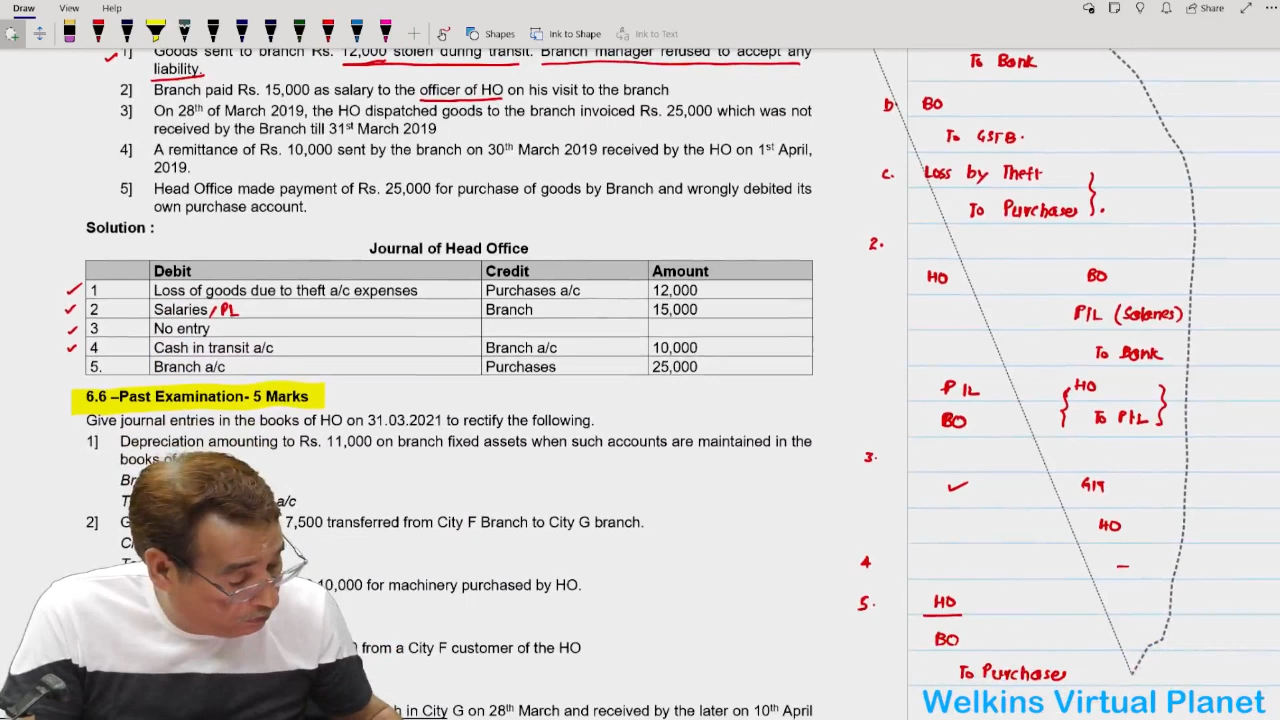 Draw View Help
Shapes Ink to Shape Ink to Text Share
1] Goods sent to branch Rs. 12,000 stolen during transit. Branch manager refused to accept any
liability.
2] Branch paid Rs. 15,000 as salary to the officer of HO on his visit to the branch
3] On 28th of March 2019, the HO dispatched goods to the branch invoiced Rs. 25,000 which was not
received by the Branch till 31st March 2019
4] A remittance of Rs. 10,000 sent by the branch on 30th March 2019 received by the HO on 1st April,
2019.
5] Head Office made payment of Rs. 25,000 for purchase of goods by Branch and wrongly debited its
own purchase account.
Solution :
Journal of Head Office
Debit Credit Amount
1 Loss of goods due to theft a/c expenses Purchases a/c 12,000
2 Salaries /PL Branch 15,000
3 No entry
4 Cash in transit a/c Branch a/c 10,000
5. Branch a/c Purchases 25,000
6.6 –Past Examination- 5 Marks
Give journal entries in the books of HO on 31.03.2021 to rectify the following.
1] Depreciation amounting to Rs. 11,000 on branch fixed assets when such accounts are maintained in the
books
a/c
2] 7,500 transferred from City F Branch to City G branch.
10,000 for machinery purchased by HO.
from a City F customer of the HO
in City G on 28th March and received by the later on 10th April
To Bank
b. BO
To GSTB.
c. Loss by Theft
To Purchases
2.
HO BO
P/L (Salaries)
To Bank
P/L HO
BO To P/L
3.
GIT
HO
4 –
5. HO
BO
To Purchases
Welkins Virtual Planet